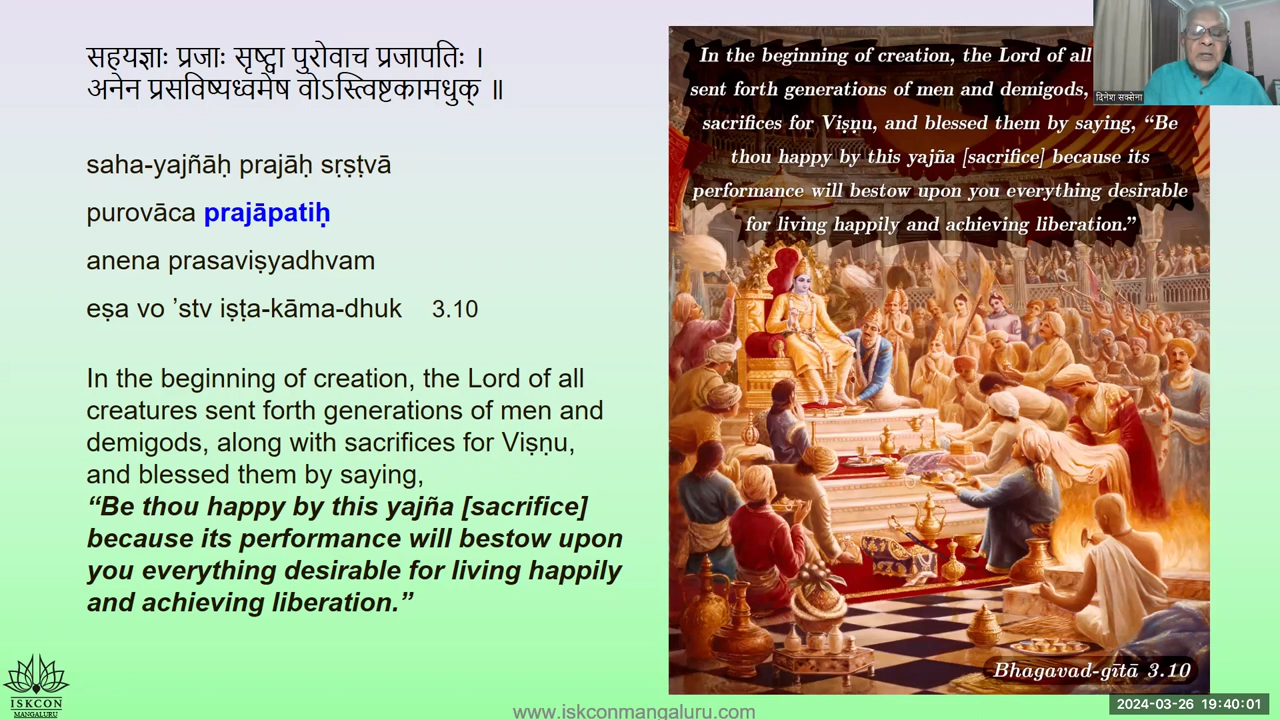 सहयज्ञाः प्रजाः सृष्ट्वा पुरोवाच प्रजापतिः ।
अनेन प्रसविष्यध्वमेष वोऽस्त्विष्टकामधुक् ॥
saha-yajñāḥ prajāḥ sṛṣṭvā
purovāca prajāpatiḥ
anena prasaviṣyadhvam
eṣa vo ’stv iṣṭa-kāma-dhuk 3.10
In the beginning of creation, the Lord of all
creatures sent forth generations of men and
demigods, along with sacrifices for Viṣṇu,
and blessed them by saying,
“Be thou happy by this yajña [sacrifice]
because its performance will bestow upon
you everything desirable for living happily
and achieving liberation.”
In the beginning of creation, the Lord of all
sent forth generations of men and demigods,
sacrifices for Viṣṇu, and blessed them by saying, “Be
thou happy by this yajña [sacrifice] because its
performance will bestow upon you everything desirable
for living happily and achieving liberation.”
Bhagavad-gītā 3.10
दिनेश सक्सेना
ISKCON
MANGALURU
www.iskconmangaluru.com
2024-03-26 19:40:01